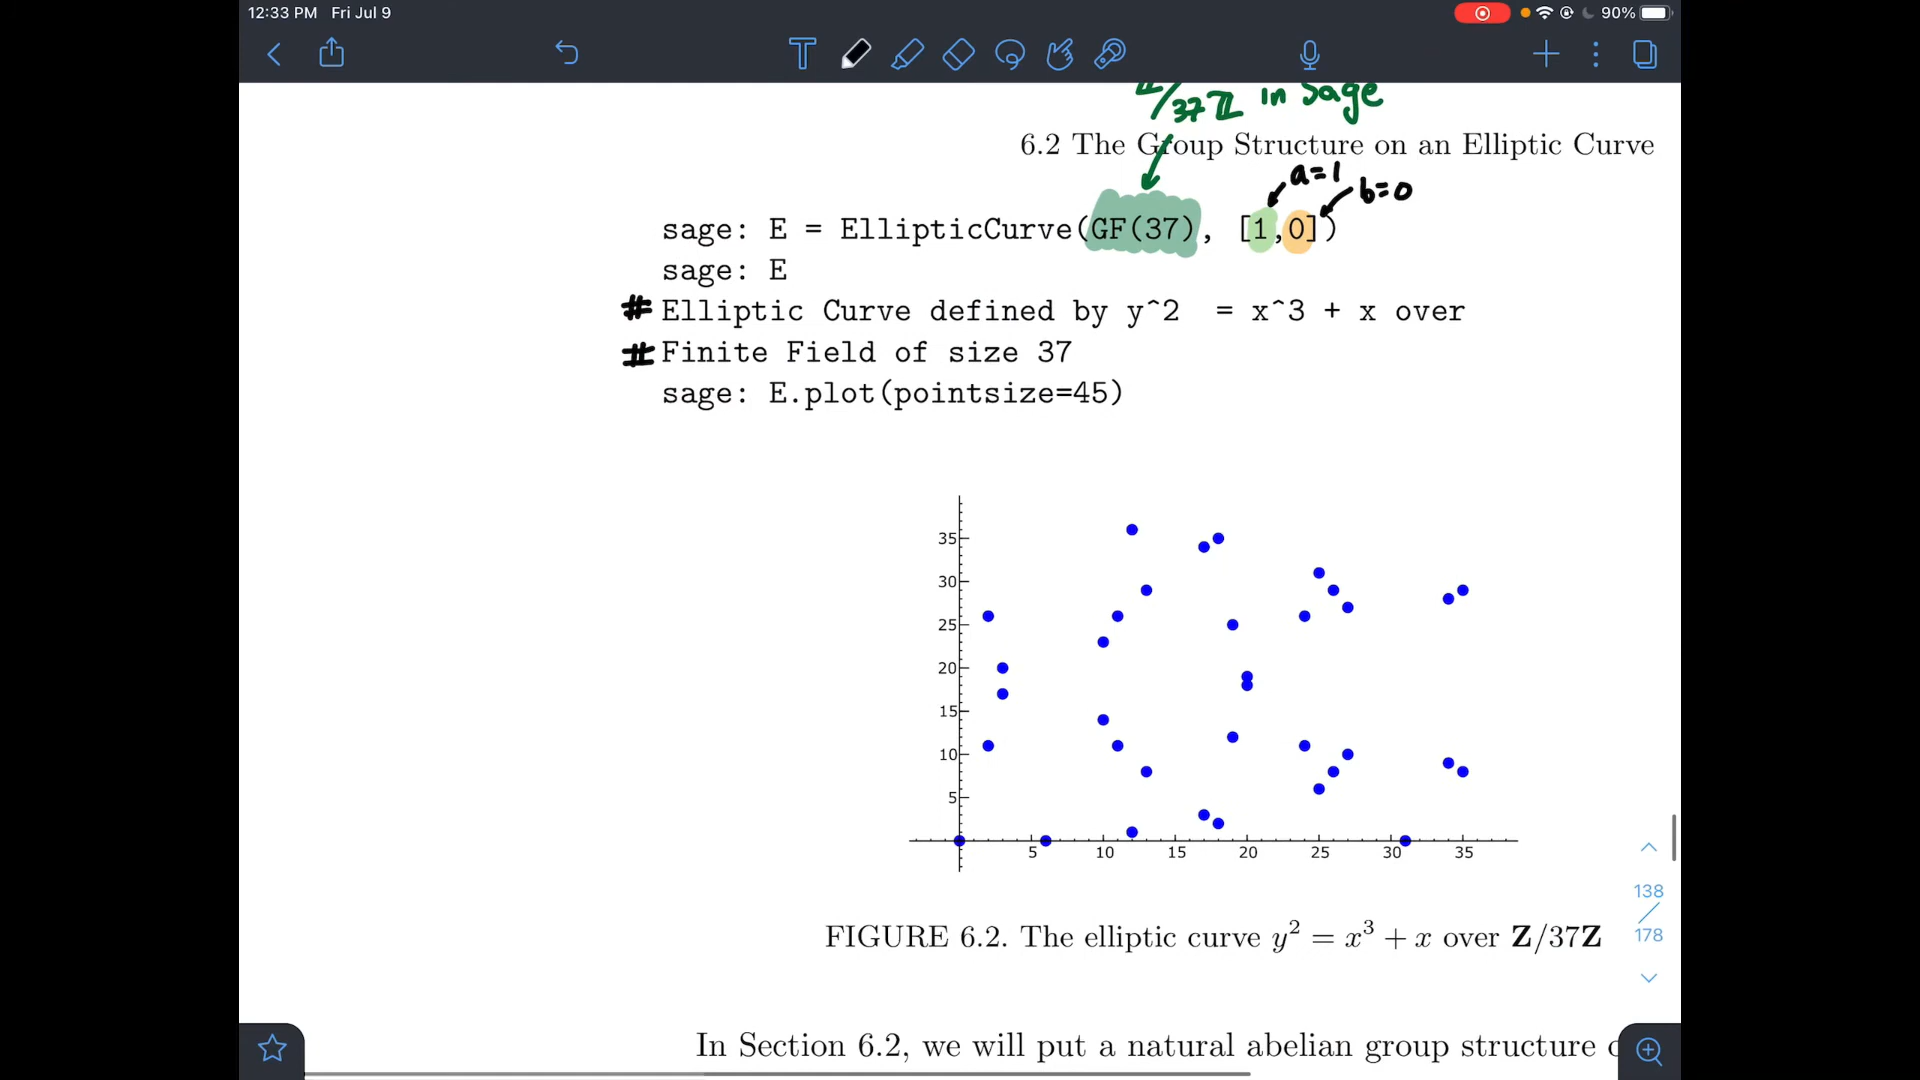 12:33 PM Fri Jul 9
90%
/37ℤ in Sage
6.2 The Group Structure on an Elliptic Curve
a=1
b=0
sage: E = EllipticCurve(GF(37), [1,0])
sage: E
# Elliptic Curve defined by y^2 = x^3 + x over
# Finite Field of size 37
sage: E.plot(pointsize=45)
35
30
25
20
15
10
5
5 10 15 20 25 30 35
138
178
FIGURE 6.2. The elliptic curve y² = x³ + x over Z/37Z
In Section 6.2, we will put a natural abelian group structure